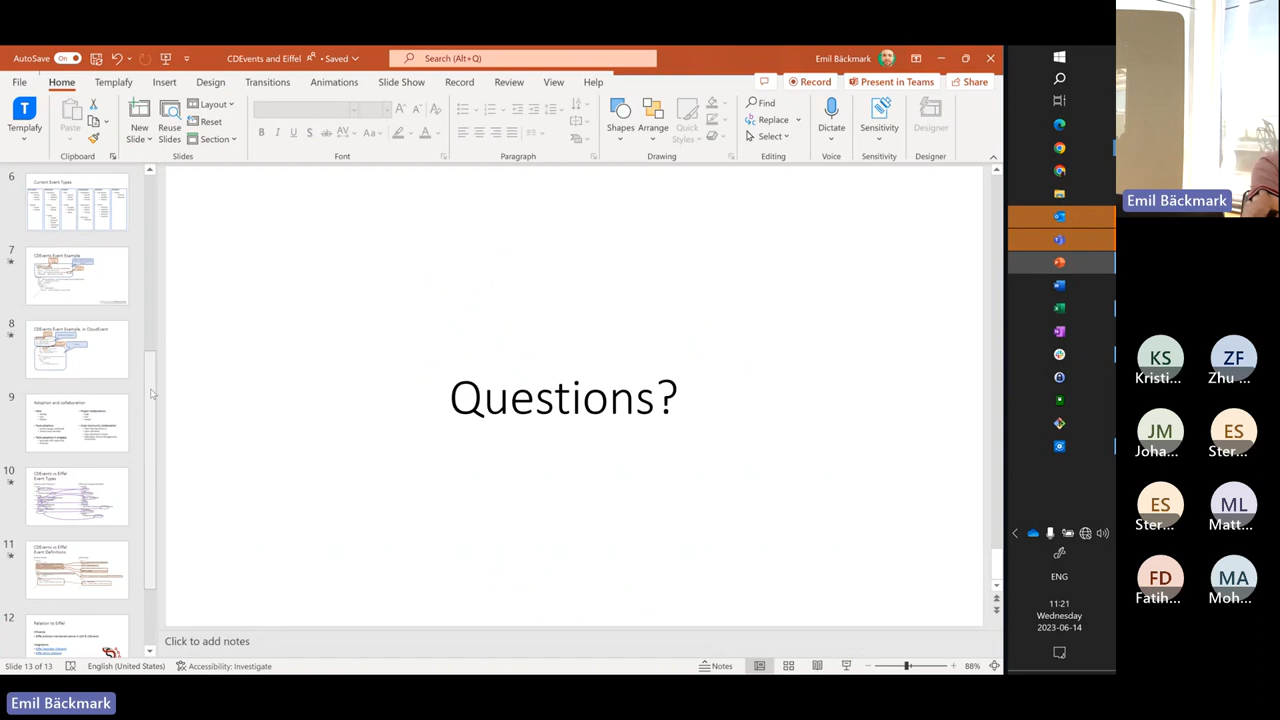 AutoSave On
CDEvents and Eiffel • Saved
Search (Alt+Q)
Emil Bäckmark
File Home Templafy Insert Design Transitions Animations Slide Show Record Review View Help
Record Present in Teams Share
Templafy
Paste
Clipboard
New Slide
Reuse Slides
Layout
Reset
Section
Slides
B I U S ab AV Aa A
Font
Paragraph
Shapes
Arrange
Quick Styles
Drawing
Find
Replace
Select
Editing
Dictate
Voice
Sensitivity
Sensitivity
Designer
Designer
6
Current Event Types
7
CDEvents Event Example
8
CDEvents Event Example, in CloudEvent
9
Adoption and collaboration
10
CDEvents vs Eiffel
Event Types
11
CDEvents vs Eiffel
Event Definitions
12
Relation to Eiffel
Questions?
Click to add notes
Slide 13 of 13
English (United States)
Accessibility: Investigate
Notes
88%
ENG
11:21
Wednesday
2023-06-14
Emil Bäckmark
KS
Kristi...
ZF
Zhu ...
JM
Joha...
ES
Ster...
ES
Ster...
ML
Matt...
FD
Fatih...
MA
Moh...
Emil Bäckmark